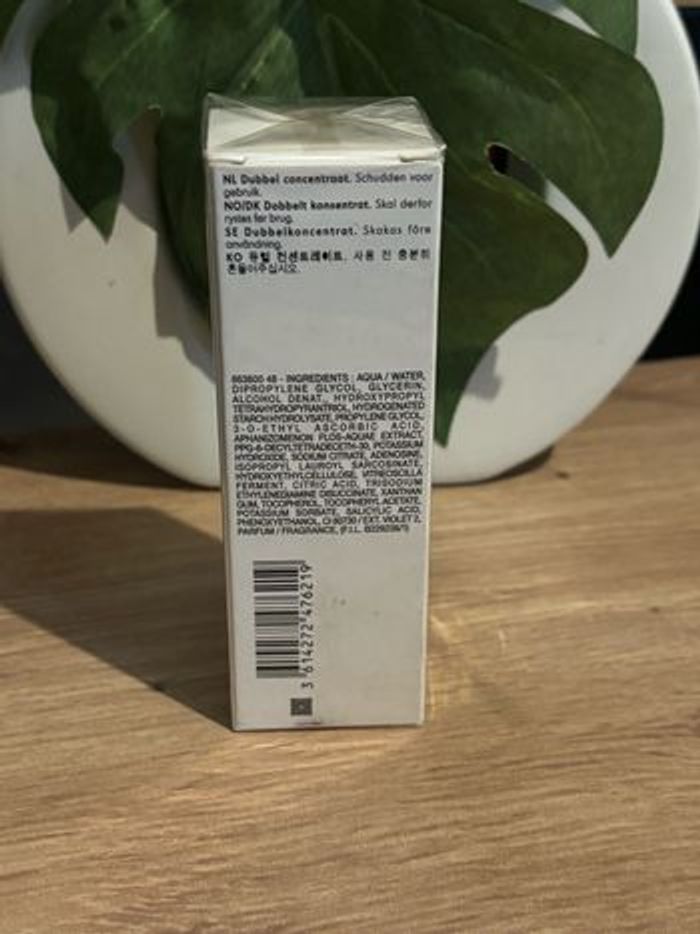 NL Dubbel concentraat. Schudden voor
gebruik.
NO/DK Dobbelt konsentrat. Skal derfor
rystes før brug.
SE Dubbelkoncentrat. Skakas före
användning.
KO 듀얼 컨센트레이트. 사용 전 충분히
흔들어주십시오.
863600 48 - INGREDIENTS : AQUA / WATER,
DIPROPYLENE GLYCOL, GLYCERIN,
ALCOHOL DENAT., HYDROXYPROPYL
TETRAHYDROPYRANTRIOL, HYDROGENATED
STARCH HYDROLYSATE, PROPYLENE GLYCOL,
3-O-ETHYL ASCORBIC ACID,
APHANIZOMENON FLOS-AQUAE EXTRACT,
PPG-6-DECYLTETRADECETH-30, POTASSIUM
HYDROXIDE, SODIUM CITRATE, ADENOSINE,
ISOPROPYL LAUROYL SARCOSINATE,
HYDROXYETHYLCELLULOSE, VITREOSCILLA
FERMENT, CITRIC ACID, TRISODIUM
ETHYLENEDIAMINE DISUCCINATE, XANTHAN
GUM, TOCOPHEROL, TOCOPHERYL ACETATE,
POTASSIUM SORBATE, SALICYLIC ACID,
PHENOXYETHANOL, CI 60730 / EXT. VIOLET 2,
PARFUM / FRAGRANCE, (F.I.L. B229239/1)
3 614272 476219